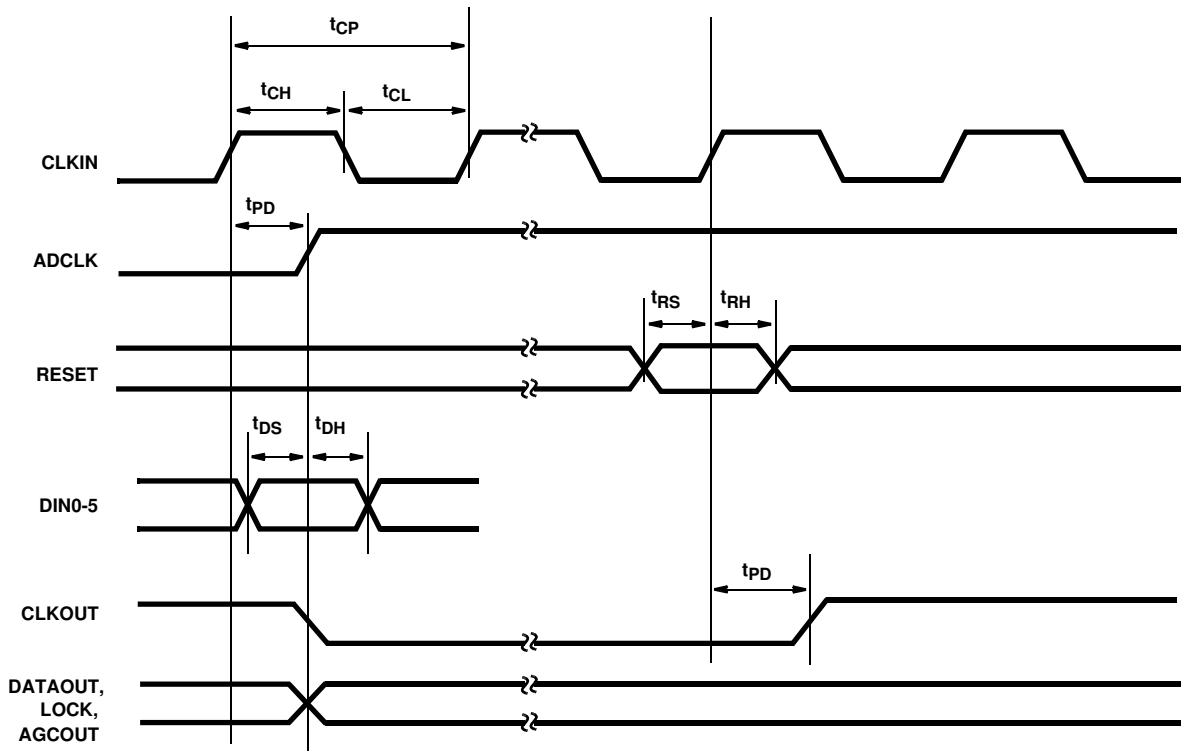 tCP
tCH
tCL
CLKIN
tPD
ADCLK
tRS
tRH
RESET
tDS
tDH
DIN0-5
tPD
CLKOUT
DATAOUT,
LOCK,
AGCOUT